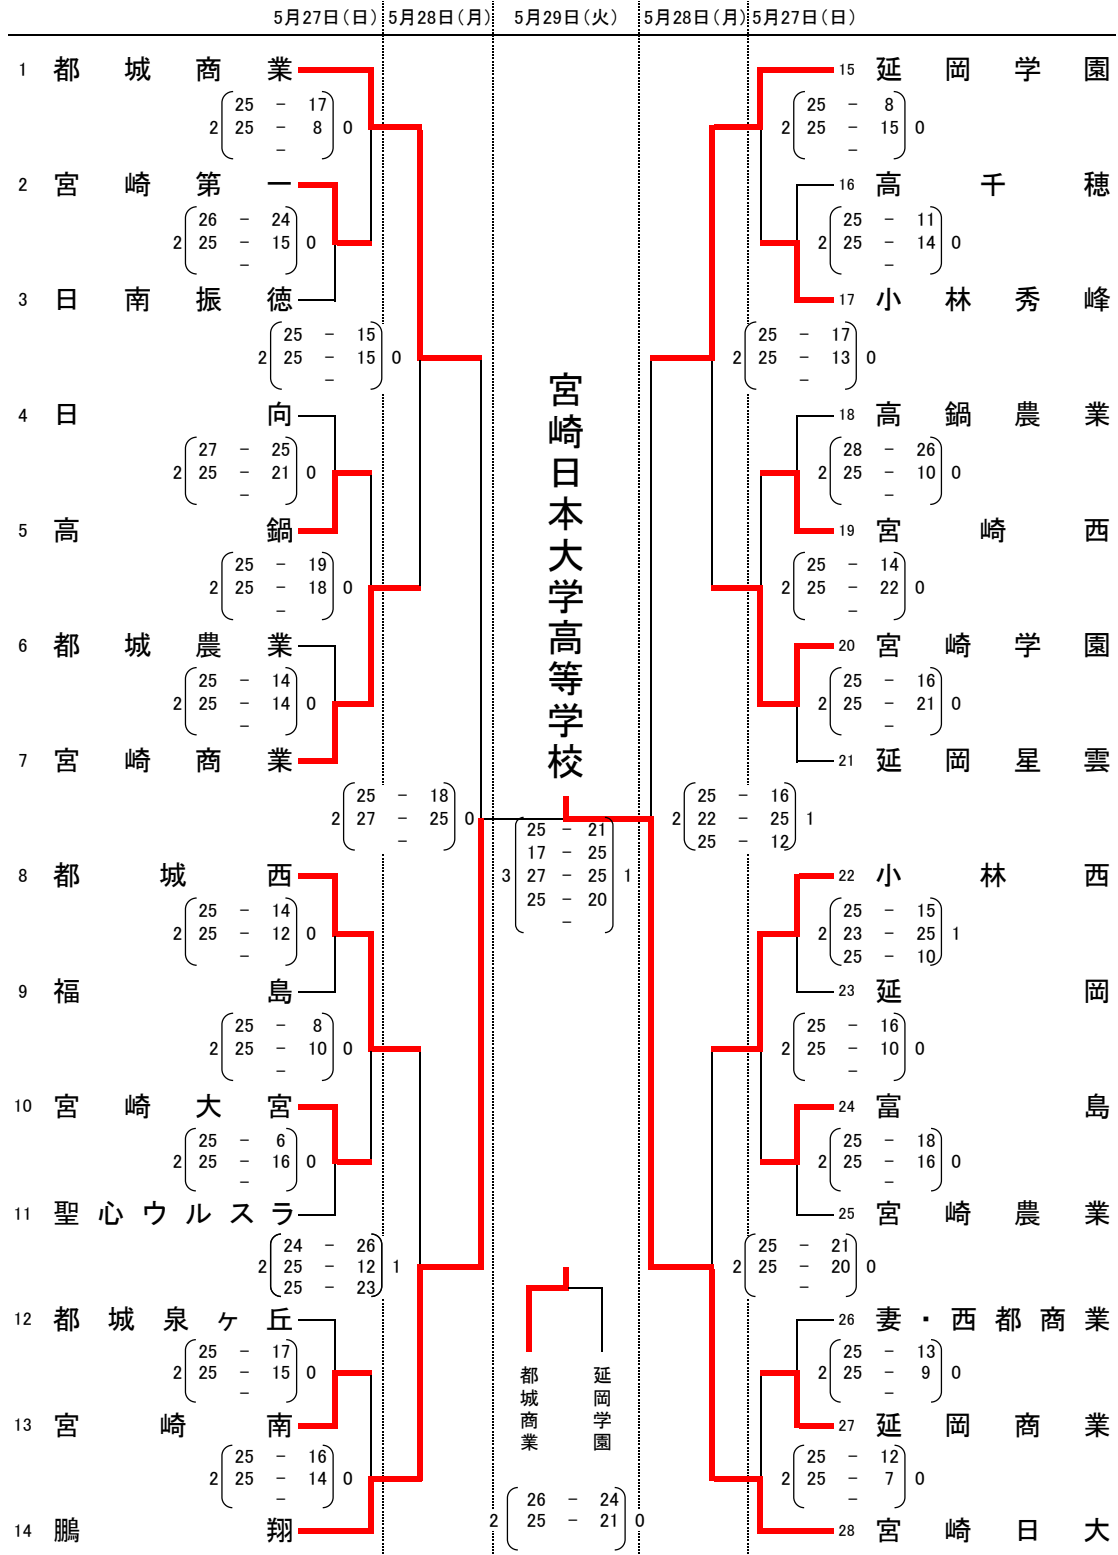 5月27日(日) 5月28日(月) 5月29日(火) 5月28日(月) 5月27日(日)
1 都城商業
25 - 17
2 25 - 8 0
-
2 宮崎第一
26 - 24
2 25 - 15 0
-
3 日南振徳
25 - 15
2 25 - 15 0
-
4 日向
27 - 25
2 25 - 21 0
-
5 高鍋
25 - 19
2 25 - 18 0
-
6 都城農業
25 - 14
2 25 - 14 0
-
7 宮崎商業
25 - 18
2 27 - 25 0
-
8 都城西
25 - 14
2 25 - 12 0
-
9 福島
25 - 8
2 25 - 10 0
-
10 宮崎大宮
25 - 6
2 25 - 16 0
-
11 聖心ウルスラ
24 - 26
2 25 - 12 1
25 - 23
12 都城泉ヶ丘
25 - 17
2 25 - 15 0
-
13 宮崎南
25 - 16
2 25 - 14 0
-
14 鵬翔
宮崎日本大学高等学校
25 - 21
17 - 25
3 27 - 25 1
25 - 20
-
都城商業
延岡学園
26 - 24
2 25 - 21 0
15 延岡学園
25 - 8
2 25 - 15 0
-
16 高千穂
25 - 11
2 25 - 14 0
-
17 小林秀峰
25 - 17
2 25 - 13 0
-
18 高鍋農業
28 - 26
2 25 - 10 0
-
19 宮崎西
25 - 14
2 25 - 22 0
-
20 宮崎学園
25 - 16
2 25 - 21 0
-
21 延岡星雲
25 - 16
2 22 - 25 1
25 - 12
22 小林西
25 - 15
2 23 - 25 1
25 - 10
23 延岡
25 - 16
2 25 - 10 0
-
24 富島
25 - 18
2 25 - 16 0
-
25 宮崎農業
25 - 21
2 25 - 20 0
-
26 妻・西都商業
25 - 13
2 25 - 9 0
-
27 延岡商業
25 - 12
2 25 - 7 0
-
28 宮崎日大